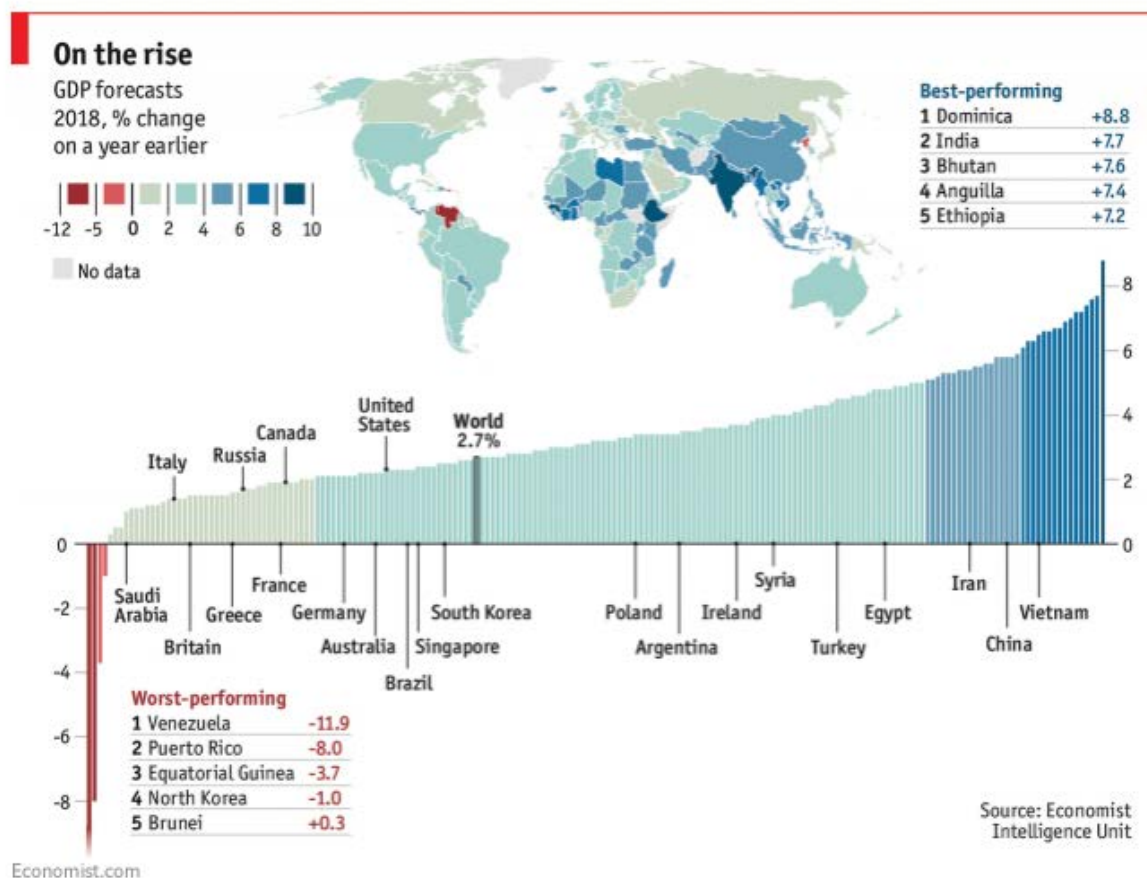 On the rise
GDP forecasts
2018, % change
on a year earlier
-12 -5 0 2 4 6 8 10
No data
Best-performing
1 Dominica +8.8
2 India +7.7
3 Bhutan +7.6
4 Anguilla +7.4
5 Ethiopia +7.2
8
6
4
2
0
Italy
Russia
Canada
United
States
World
2.7%
0
-2
-4
-6
-8
Saudi
Arabia
Britain
Greece
France
Germany
Australia
Brazil
Singapore
South Korea
Poland
Argentina
Ireland
Syria
Turkey
Egypt
Iran
China
Vietnam
Worst-performing
1 Venezuela -11.9
2 Puerto Rico -8.0
3 Equatorial Guinea -3.7
4 North Korea -1.0
5 Brunei +0.3
Source: Economist
Intelligence Unit
Economist.com